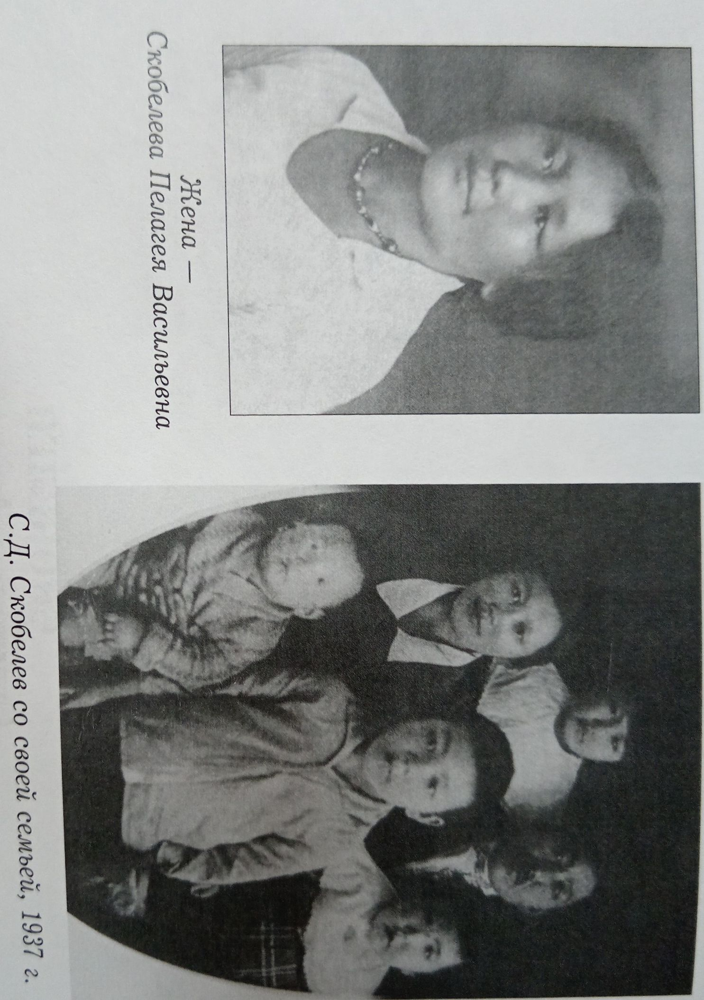 Жена —
Скобелева Пелагея Васильевна
С.Д. Скобелев со своей семьей, 1937 г.